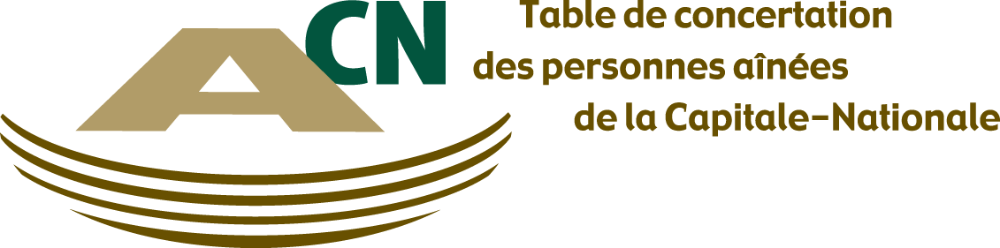 ACN
Table de concertation
des personnes aînées
de la Capitale-Nationale